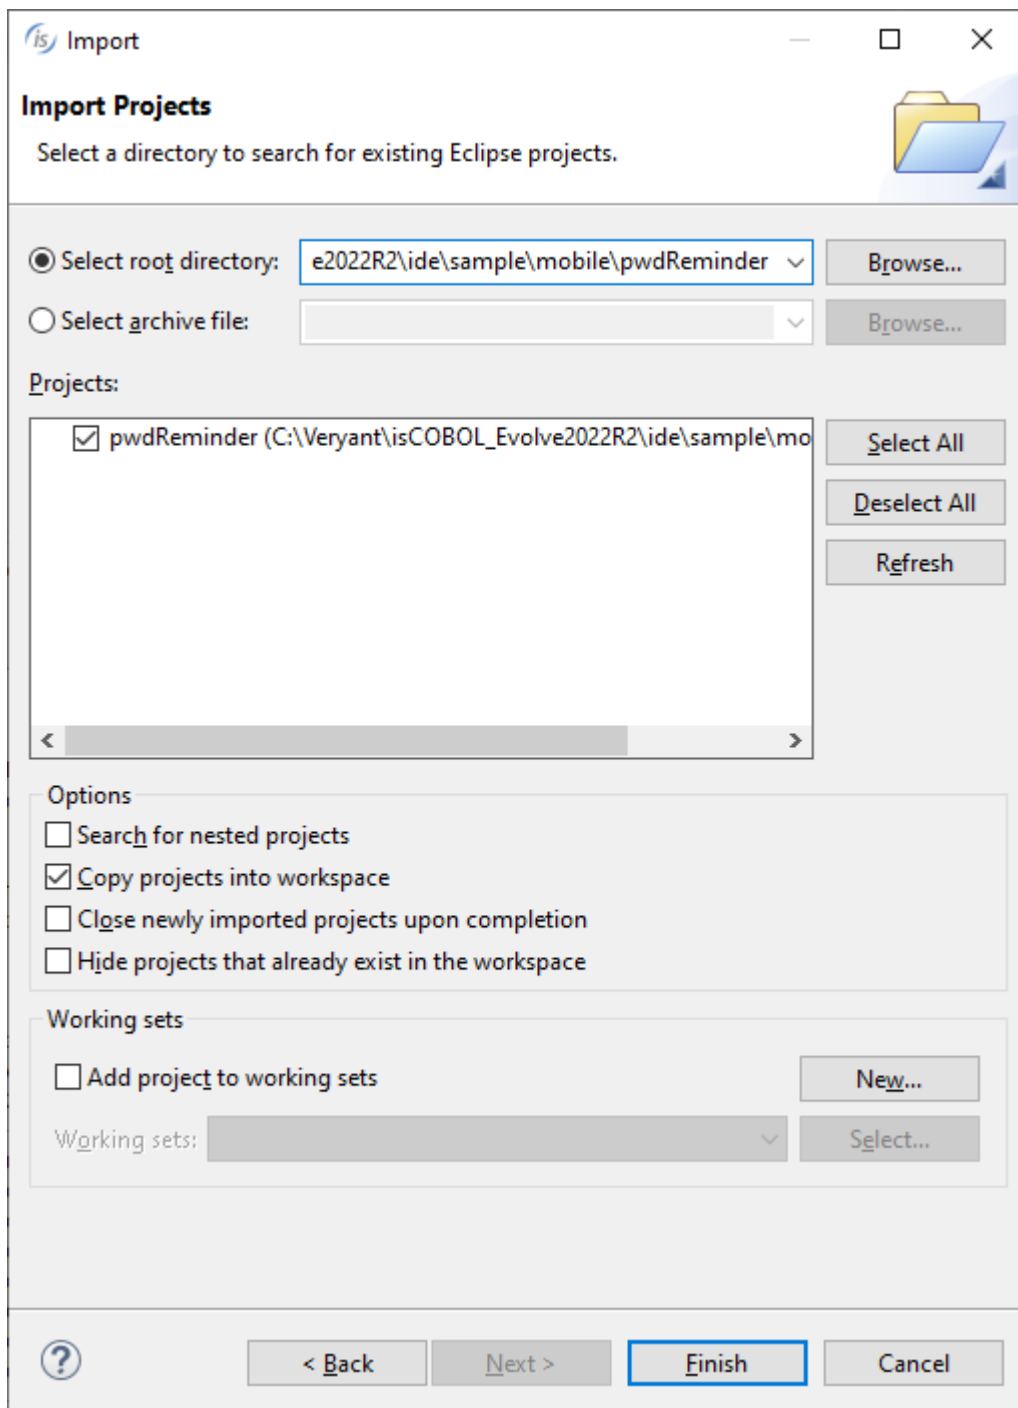 is Import
Import Projects
Select a directory to search for existing Eclipse projects.
Select root directory: e2022R2\ide\sample\mobile\pwdReminder Browse...
Select archive file: Browse...
Projects:
pwdReminder (C:\Veryant\isCOBOL_Evolve2022R2\ide\sample\mo
Select All
Deselect All
Refresh
Options
Search for nested projects
Copy projects into workspace
Close newly imported projects upon completion
Hide projects that already exist in the workspace
Working sets
Add project to working sets New...
Working sets: Select...
? < Back Next > Finish Cancel